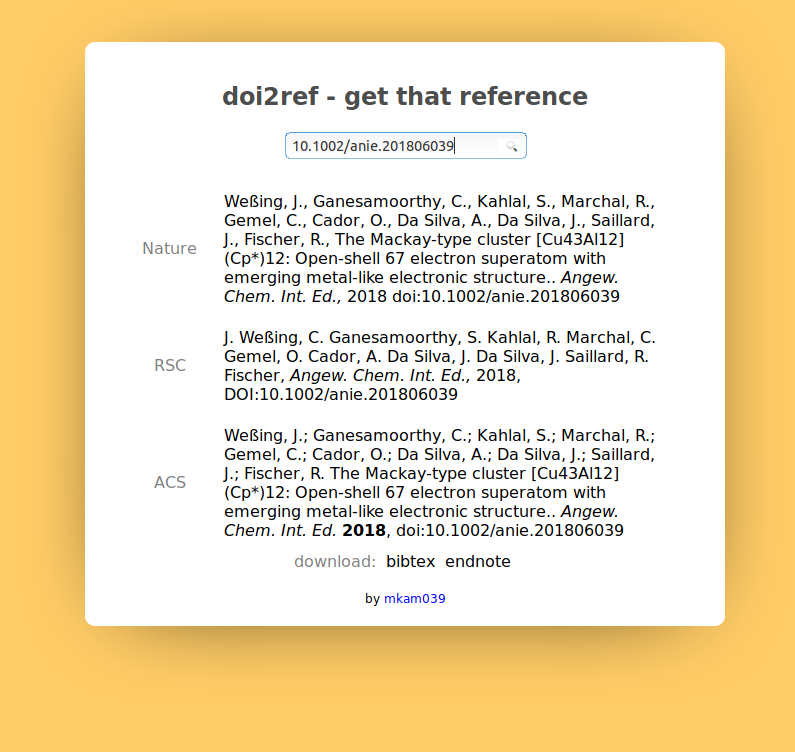 doi2ref - get that reference
10.1002/anie.201806039
Nature
Weßing, J., Ganesamoorthy, C., Kahlal, S., Marchal, R.,
Gemel, C., Cador, O., Da Silva, A., Da Silva, J., Saillard,
J., Fischer, R., The Mackay-type cluster [Cu43Al12]
(Cp*)12: Open-shell 67 electron superatom with
emerging metal-like electronic structure.. Angew.
Chem. Int. Ed., 2018 doi:10.1002/anie.201806039
RSC
J. Weßing, C. Ganesamoorthy, S. Kahlal, R. Marchal, C.
Gemel, O. Cador, A. Da Silva, J. Da Silva, J. Saillard, R.
Fischer, Angew. Chem. Int. Ed., 2018,
DOI:10.1002/anie.201806039
ACS
Weßing, J.; Ganesamoorthy, C.; Kahlal, S.; Marchal, R.;
Gemel, C.; Cador, O.; Da Silva, A.; Da Silva, J.; Saillard,
J.; Fischer, R. The Mackay-type cluster [Cu43Al12]
(Cp*)12: Open-shell 67 electron superatom with
emerging metal-like electronic structure.. Angew.
Chem. Int. Ed. 2018, doi:10.1002/anie.201806039
download: bibtex endnote
by mkam039